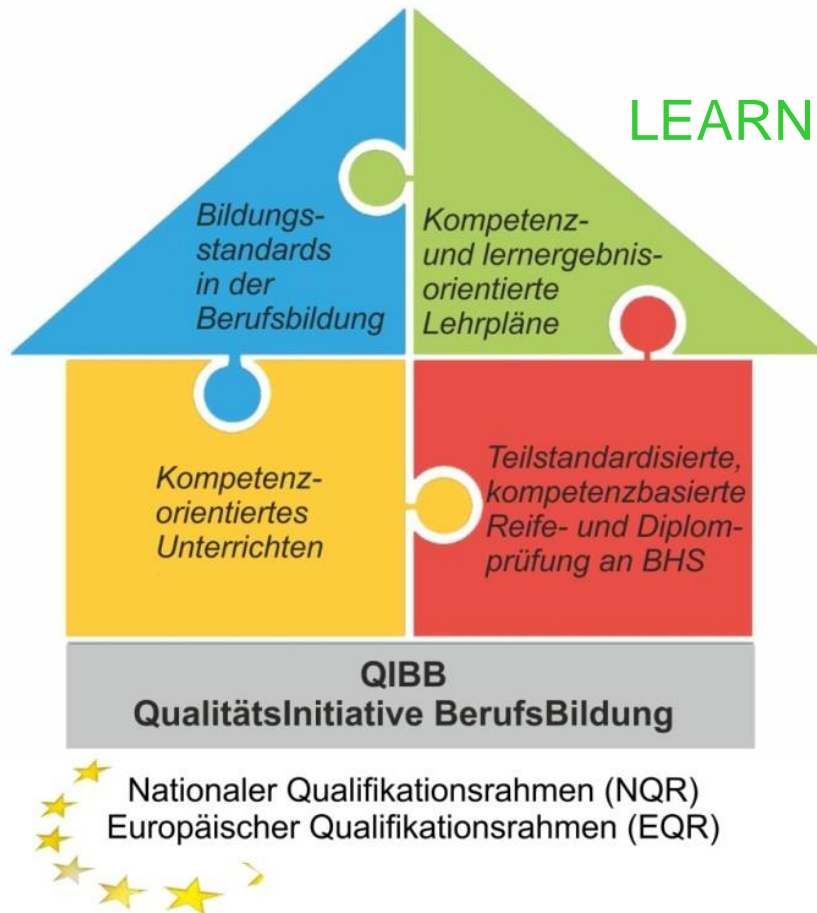 LEARN
Bildungs-
standards
in der
Berufsbildung
Kompetenz-
und lernergebnis-
orientierte
Lehrpläne
Kompetenz-
orientiertes
Unterrichten
Teilstandardisierte,
kompetenzbasierte
Reife- und Diplom-
prüfung an BHS
QIBB
QualitätsInitiative BerufsBildung
Nationaler Qualifikationsrahmen (NQR)
Europäischer Qualifikationsrahmen (EQR)